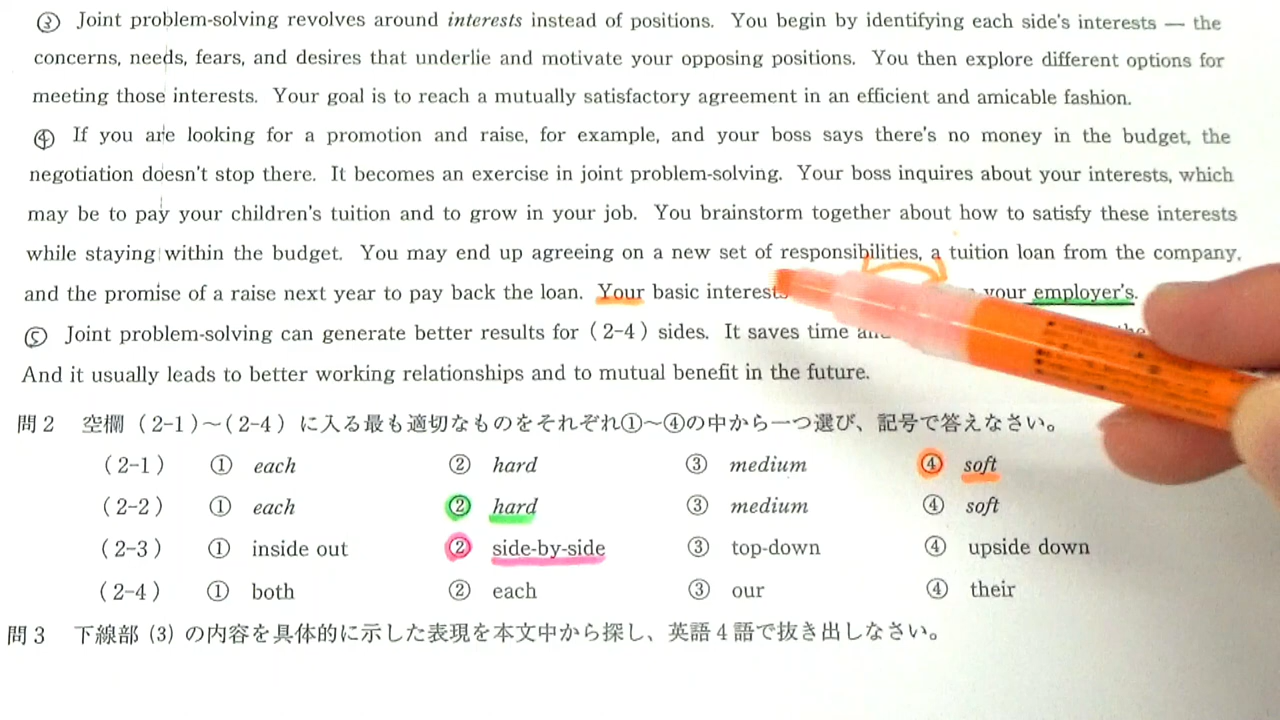 ③ Joint problem-solving revolves around interests instead of positions. You begin by identifying each side's interests — the
concerns, needs, fears, and desires that underlie and motivate your opposing positions. You then explore different options for
meeting those interests. Your goal is to reach a mutually satisfactory agreement in an efficient and amicable fashion.
④ If you are looking for a promotion and raise, for example, and your boss says there's no money in the budget, the
negotiation doesn't stop there. It becomes an exercise in joint problem-solving. Your boss inquires about your interests, which
may be to pay your children's tuition and to grow in your job. You brainstorm together about how to satisfy these interests
while staying within the budget. You may end up agreeing on a new set of responsibilities, a tuition loan from the company,
and the promise of a raise next year to pay back the loan. Your basic interests your employer's.
⑤ Joint problem-solving can generate better results for (2-4) sides. It saves time the
And it usually leads to better working relationships and to mutual benefit in the future.
問2 空欄(2-1)~(2-4)に入る最も適切なものをそれぞれ①~④の中から一つ選び、記号で答えなさい。
(2-1) ① each ② hard ③ medium ④ soft
(2-2) ① each ② hard ③ medium ④ soft
(2-3) ① inside out ② side-by-side ③ top-down ④ upside down
(2-4) ① both ② each ③ our ④ their
問3 下線部(3)の内容を具体的に示した表現を本文中から探し、英語4語で抜き出しなさい。